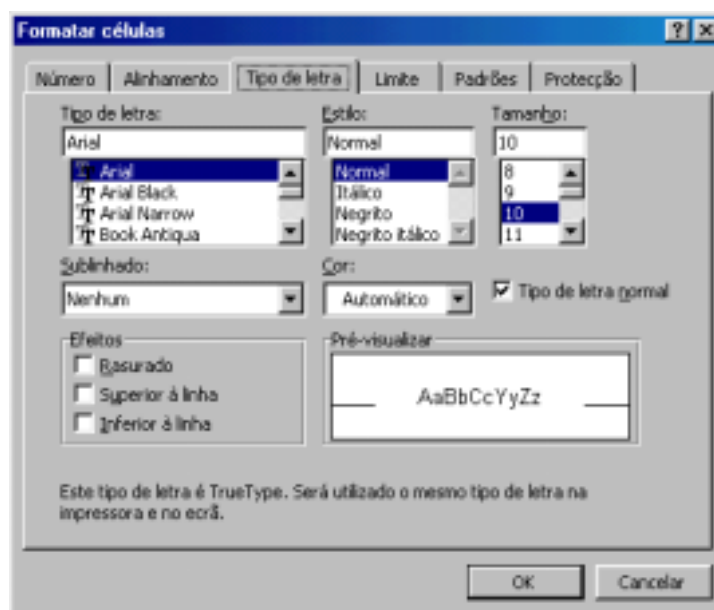 Formatar células
Número Alinhamento Tipo de letra Limite Padrões Protecção
Tipo de letra: Estilo: Tamanho:
Arial Normal 10
Arial Normal 8
Arial Black Itálico 9
Arial Narrow Negrito 10
Book Antiqua Negrito itálico 11
Sublinhado: Cor:
Nenhum Automático Tipo de letra normal
Efeitos Pré-visualizar
Rasurado
Superior à linha AaBbCcYyZz
Inferior à linha
Este tipo de letra é TrueType. Será utilizado o mesmo tipo de letra na
impressora e no ecrã.
OK Cancelar